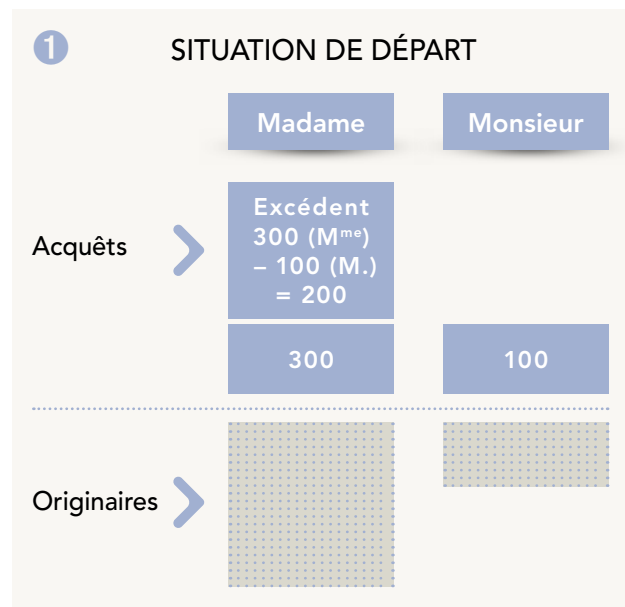 1
SITUATION DE DÉPART
Madame Monsieur
Acquêts
Excédent
300 (Mᵐᵉ)
– 100 (M.)
= 200
300 100
Originaires